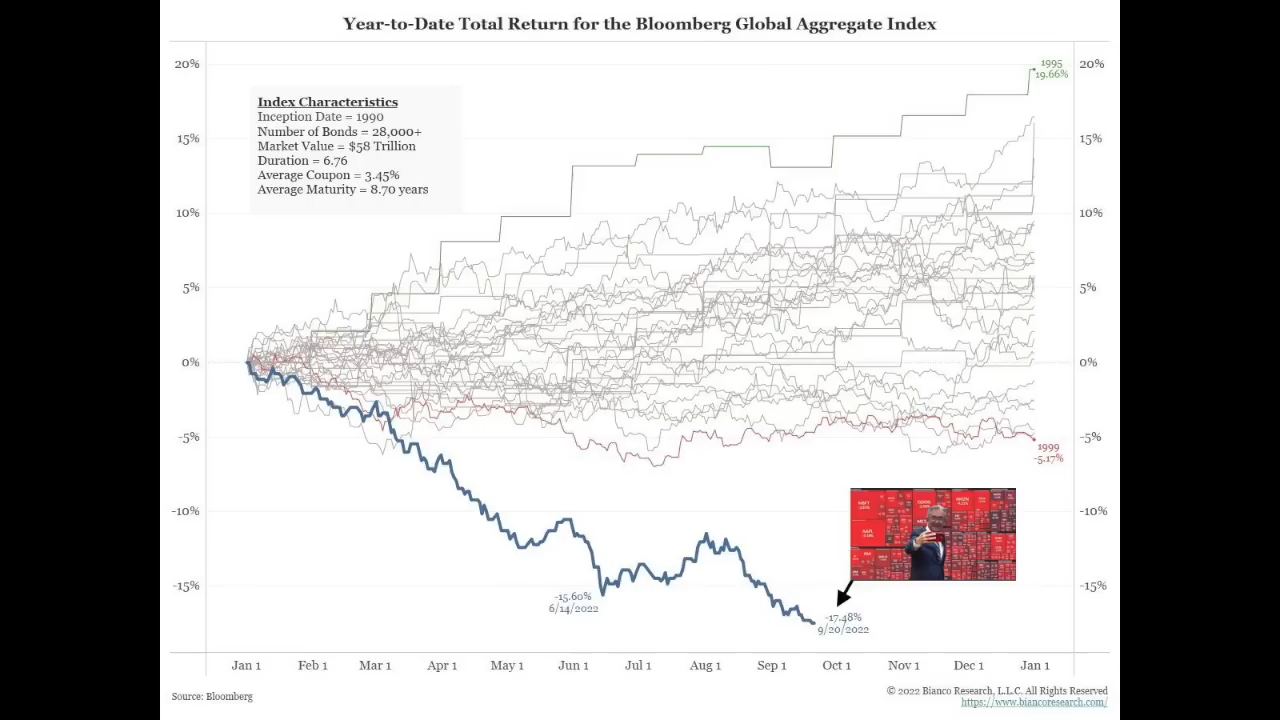 Year-to-Date Total Return for the Bloomberg Global Aggregate Index
20%
20%
1995
19.66%
Index Characteristics
Inception Date = 1990
Number of Bonds = 28,000+
Market Value = $58 Trillion
Duration = 6.76
Average Coupon = 3.45%
Average Maturity = 8.70 years
15%
15%
10%
10%
5%
5%
0%
0%
-5%
-5%
1999
-5.17%
-10%
-10%
-15%
-15%
-15.60%
6/14/2022
-17.48%
9/20/2022
Jan 1 Feb 1 Mar 1 Apr 1 May 1 Jun 1 Jul 1 Aug 1 Sep 1 Oct 1 Nov 1 Dec 1 Jan 1
Source: Bloomberg
© 2022 Bianco Research, L.L.C. All Rights Reserved
https://www.biancoresearch.com/